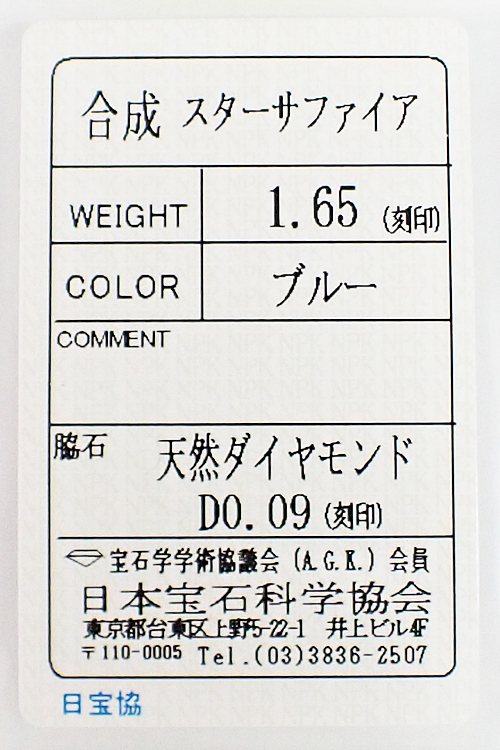 合成 スターサファイア
WEIGHT 1.65 (刻印)
COLOR ブルー
COMMENT
脇石 天然ダイヤモンド
D0.09 (刻印)
宝石学学術協議会 (A.G.K.) 会員
日本宝石科学協会
東京都台東区上野5-22-1 井上ビル4F
〒110-0005 Tel.(03)3836-2507
日宝協